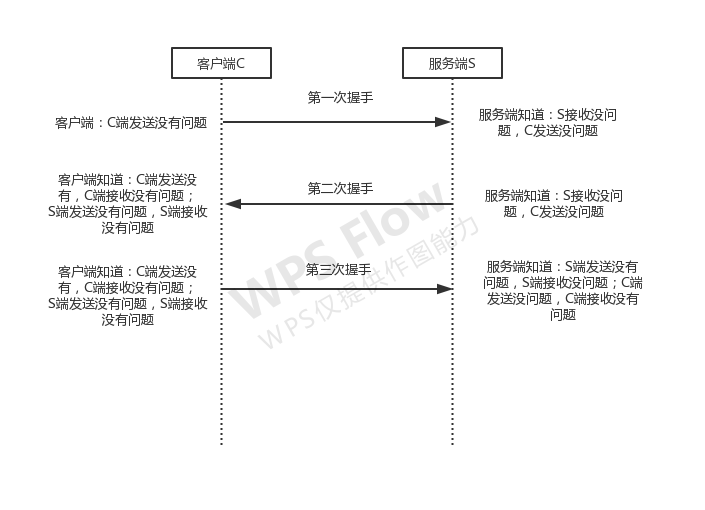 客户端C
服务端S
第一次握手
客户端：C端发送没有问题
服务端知道：S接收没问
题，C发送没问题
客户端知道：C端发送没
有，C端接收没有问题；
S端发送没有问题，S端接收
没有问题
第二次握手
服务端知道：S接收没问
题，C发送没问题
客户端知道：C端发送没
有，C端接收没有问题；
S端发送没有问题，S端接收
没有问题
第三次握手
服务端知道：S端发送没有
问题，S端接收没问题；C端
发送没问题，C端接收没有
问题
WPS Flow
WPS仅提供作图能力